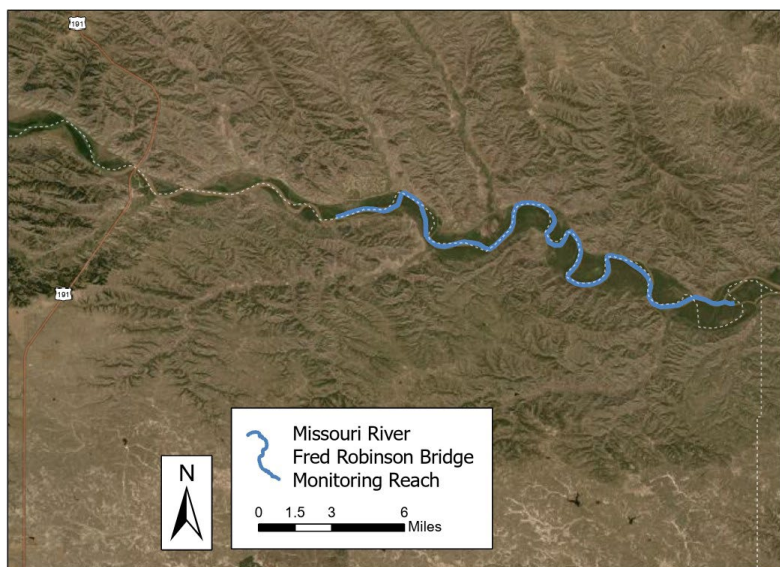 191
191
Missouri River
Fred Robinson Bridge
Monitoring Reach
N
0 1.5 3 6
Miles